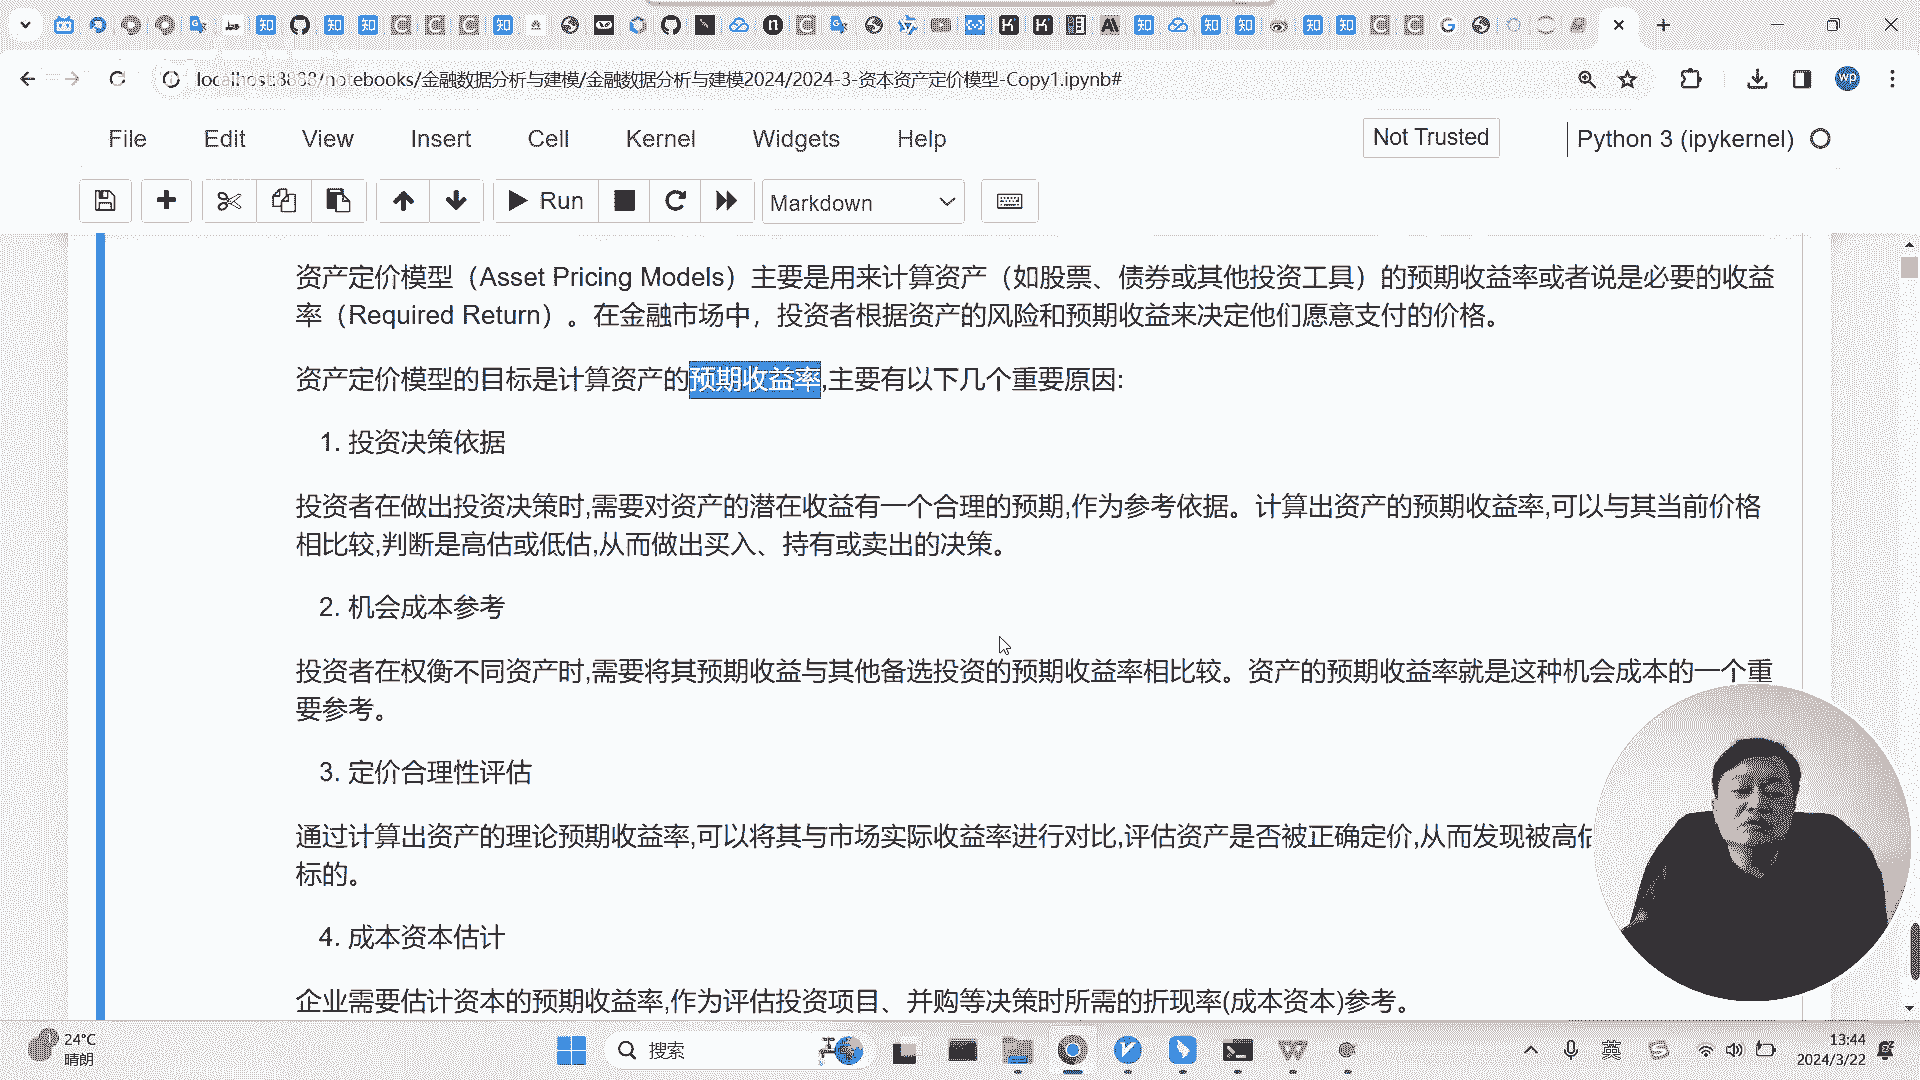 localhost:8888/notebooks/金融数据分析与建模/金融数据分析与建模2024/2024-3-资本资产定价模型-Copy1.ipynb#
wp
File Edit View Insert Cell Kernel Widgets Help Not Trusted Python 3 (ipykernel)
Run Markdown
资产定价模型（Asset Pricing Models）主要是用来计算资产（如股票、债券或其他投资工具）的预期收益率或者说是必要的收益
率（Required Return）。在金融市场中，投资者根据资产的风险和预期收益来决定他们愿意支付的价格。
资产定价模型的目标是计算资产的预期收益率,主要有以下几个重要原因:
1. 投资决策依据
投资者在做出投资决策时,需要对资产的潜在收益有一个合理的预期,作为参考依据。计算出资产的预期收益率,可以与其当前价格
相比较,判断是高估或低估,从而做出买入、持有或卖出的决策。
2. 机会成本参考
投资者在权衡不同资产时,需要将其预期收益与其他备选投资的预期收益率相比较。资产的预期收益率就是这种机会成本的一个重
要参考。
3. 定价合理性评估
通过计算出资产的理论预期收益率,可以将其与市场实际收益率进行对比,评估资产是否被正确定价,从而发现被高估
标的。
4. 成本资本估计
企业需要估计资本的预期收益率,作为评估投资项目、并购等决策时所需的折现率(成本资本)参考。
24°C
晴朗
搜索
英
13:44
2024/3/22